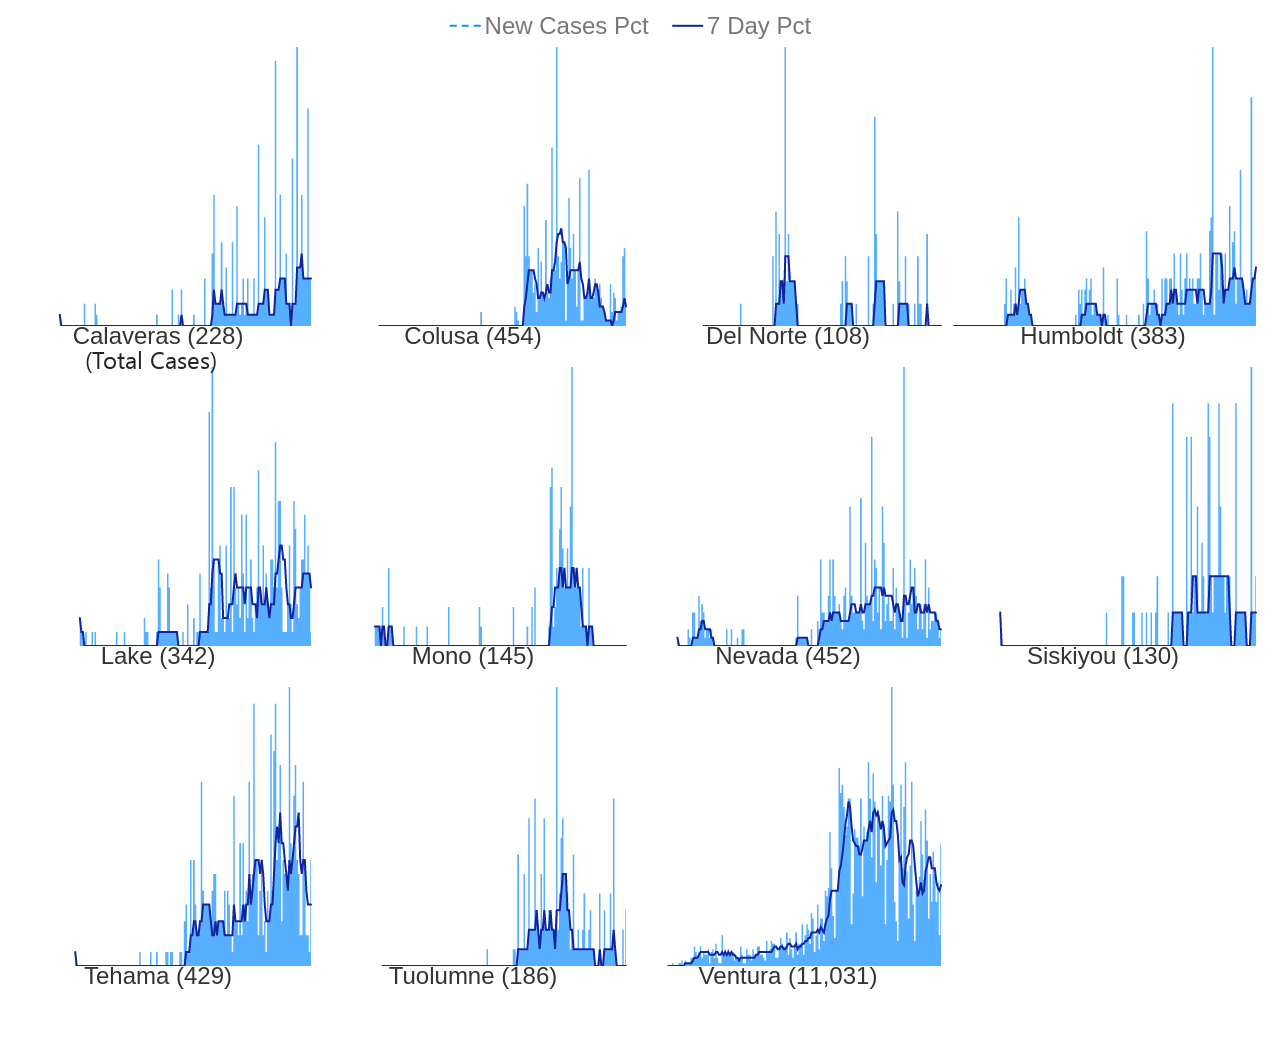 New Cases Pct 7 Day Pct
Calaveras (228) Colusa (454) Del Norte (108) Humboldt (383)
(Total Cases)
Lake (342) Mono (145) Nevada (452) Siskiyou (130)
Tehama (429) Tuolumne (186) Ventura (11,031)